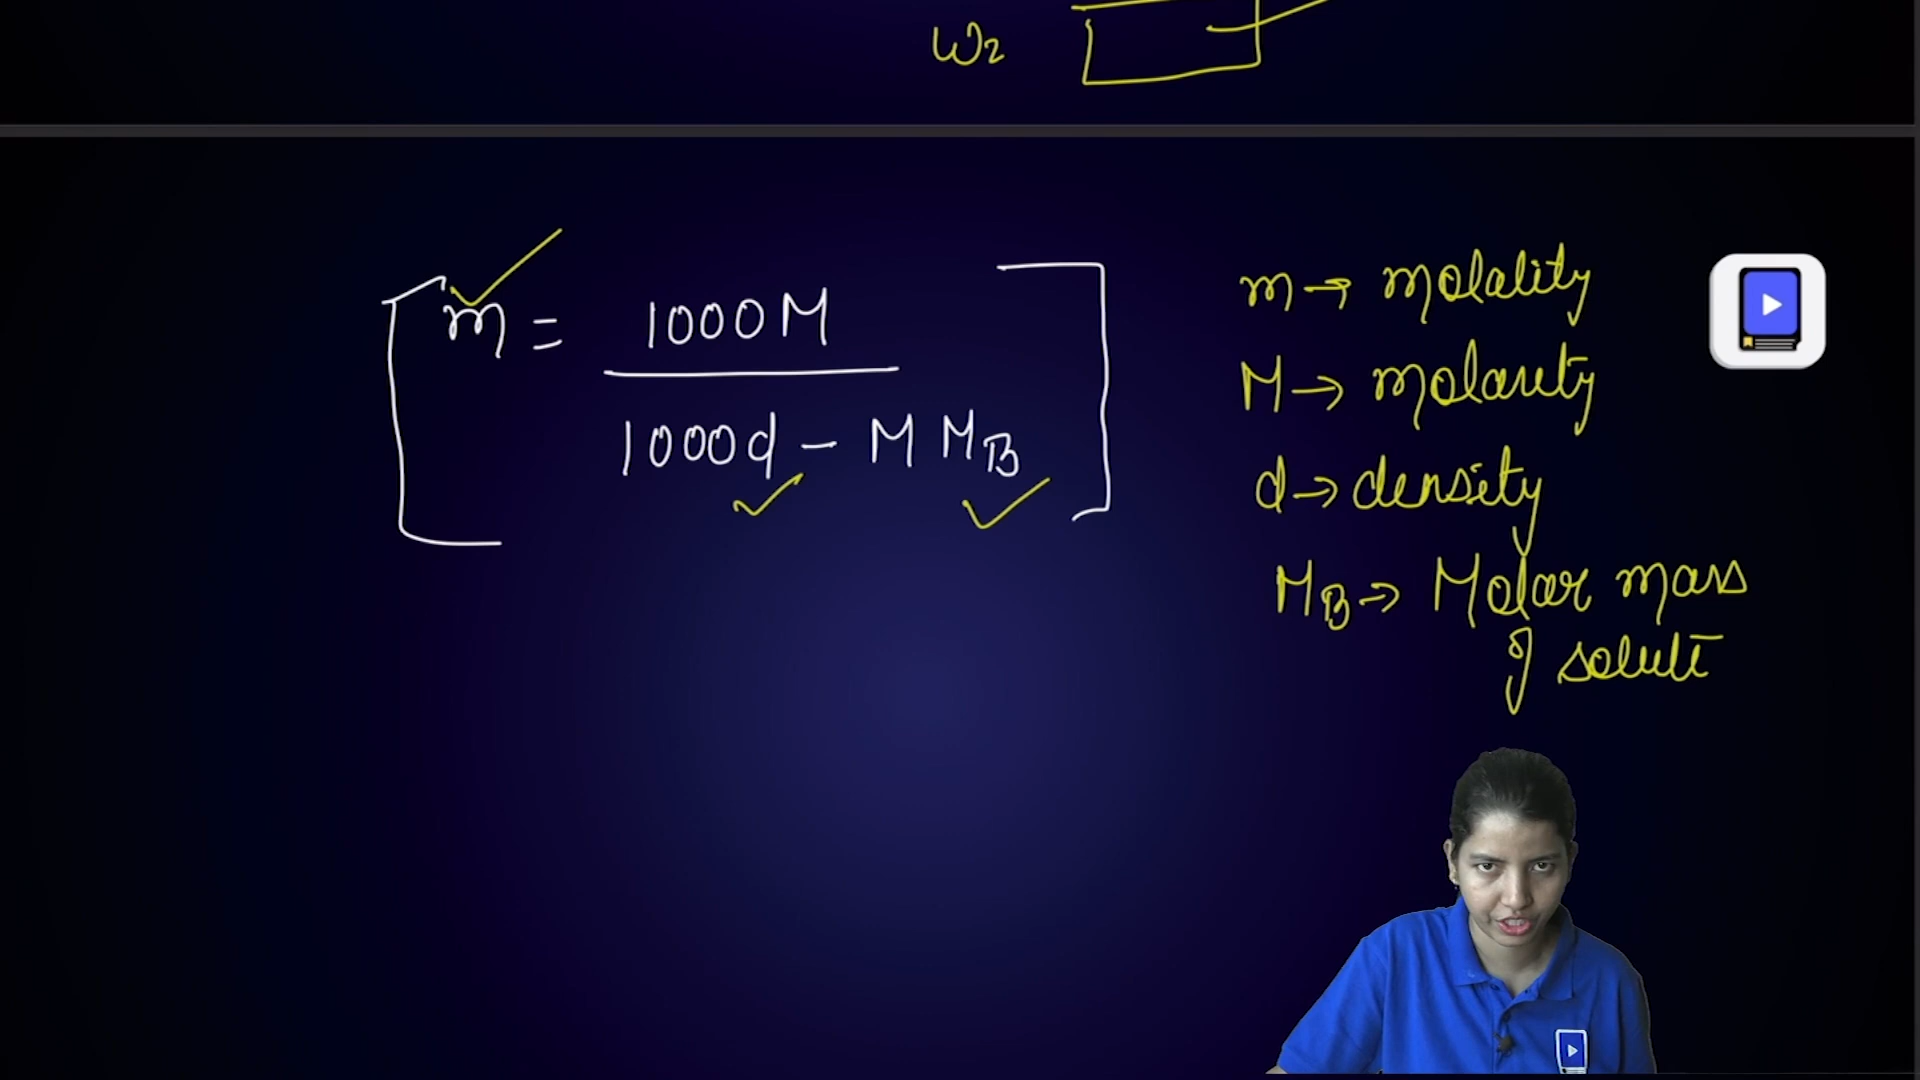 W2
m = 1000M
1000d - M MB
m → molality
M → molarity
d → density
MB → Molar mass
of solute